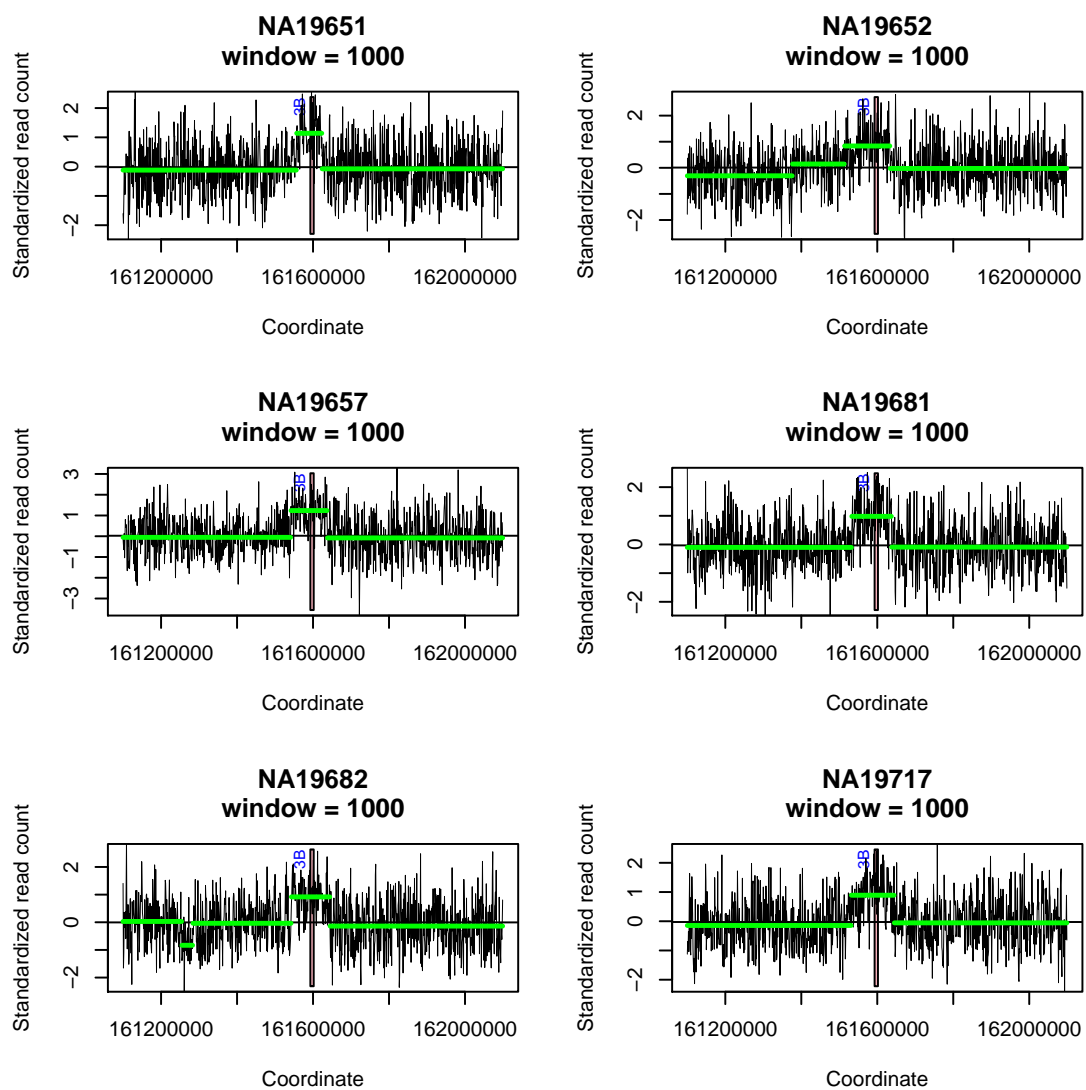 NA19651
window = 1000
Standardized read count
2
1
0
−2
3B
161200000 161600000 162000000
Coordinate
NA19652
window = 1000
Standardized read count
2
0
−2
3B
161200000 161600000 162000000
Coordinate
NA19657
window = 1000
Standardized read count
3
1
−1
−3
3B
161200000 161600000 162000000
Coordinate
NA19681
window = 1000
Standardized read count
2
1
0
−2
3B
161200000 161600000 162000000
Coordinate
NA19682
window = 1000
Standardized read count
2
0
−2
3B
161200000 161600000 162000000
Coordinate
NA19717
window = 1000
Standardized read count
2
1
0
−2
3B
161200000 161600000 162000000
Coordinate